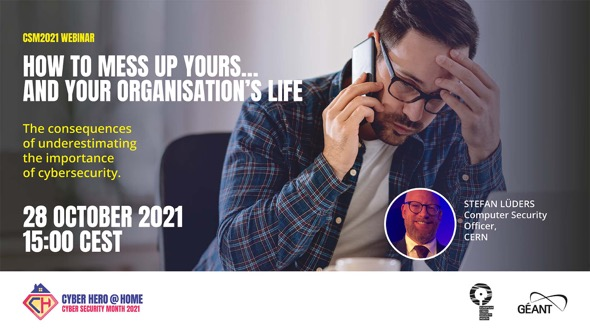 CSM2021 WEBINAR
HOW TO MESS UP YOURS...
AND YOUR ORGANISATION'S LIFE
The consequences
of underestimating
the importance
of cybersecurity.
28 OCTOBER 2021
15:00 CEST
STEFAN LÜDERS
Computer Security
Officer,
CERN
CH
CYBER HERO @ HOME
CYBER SECURITY MONTH 2021
GÉANT